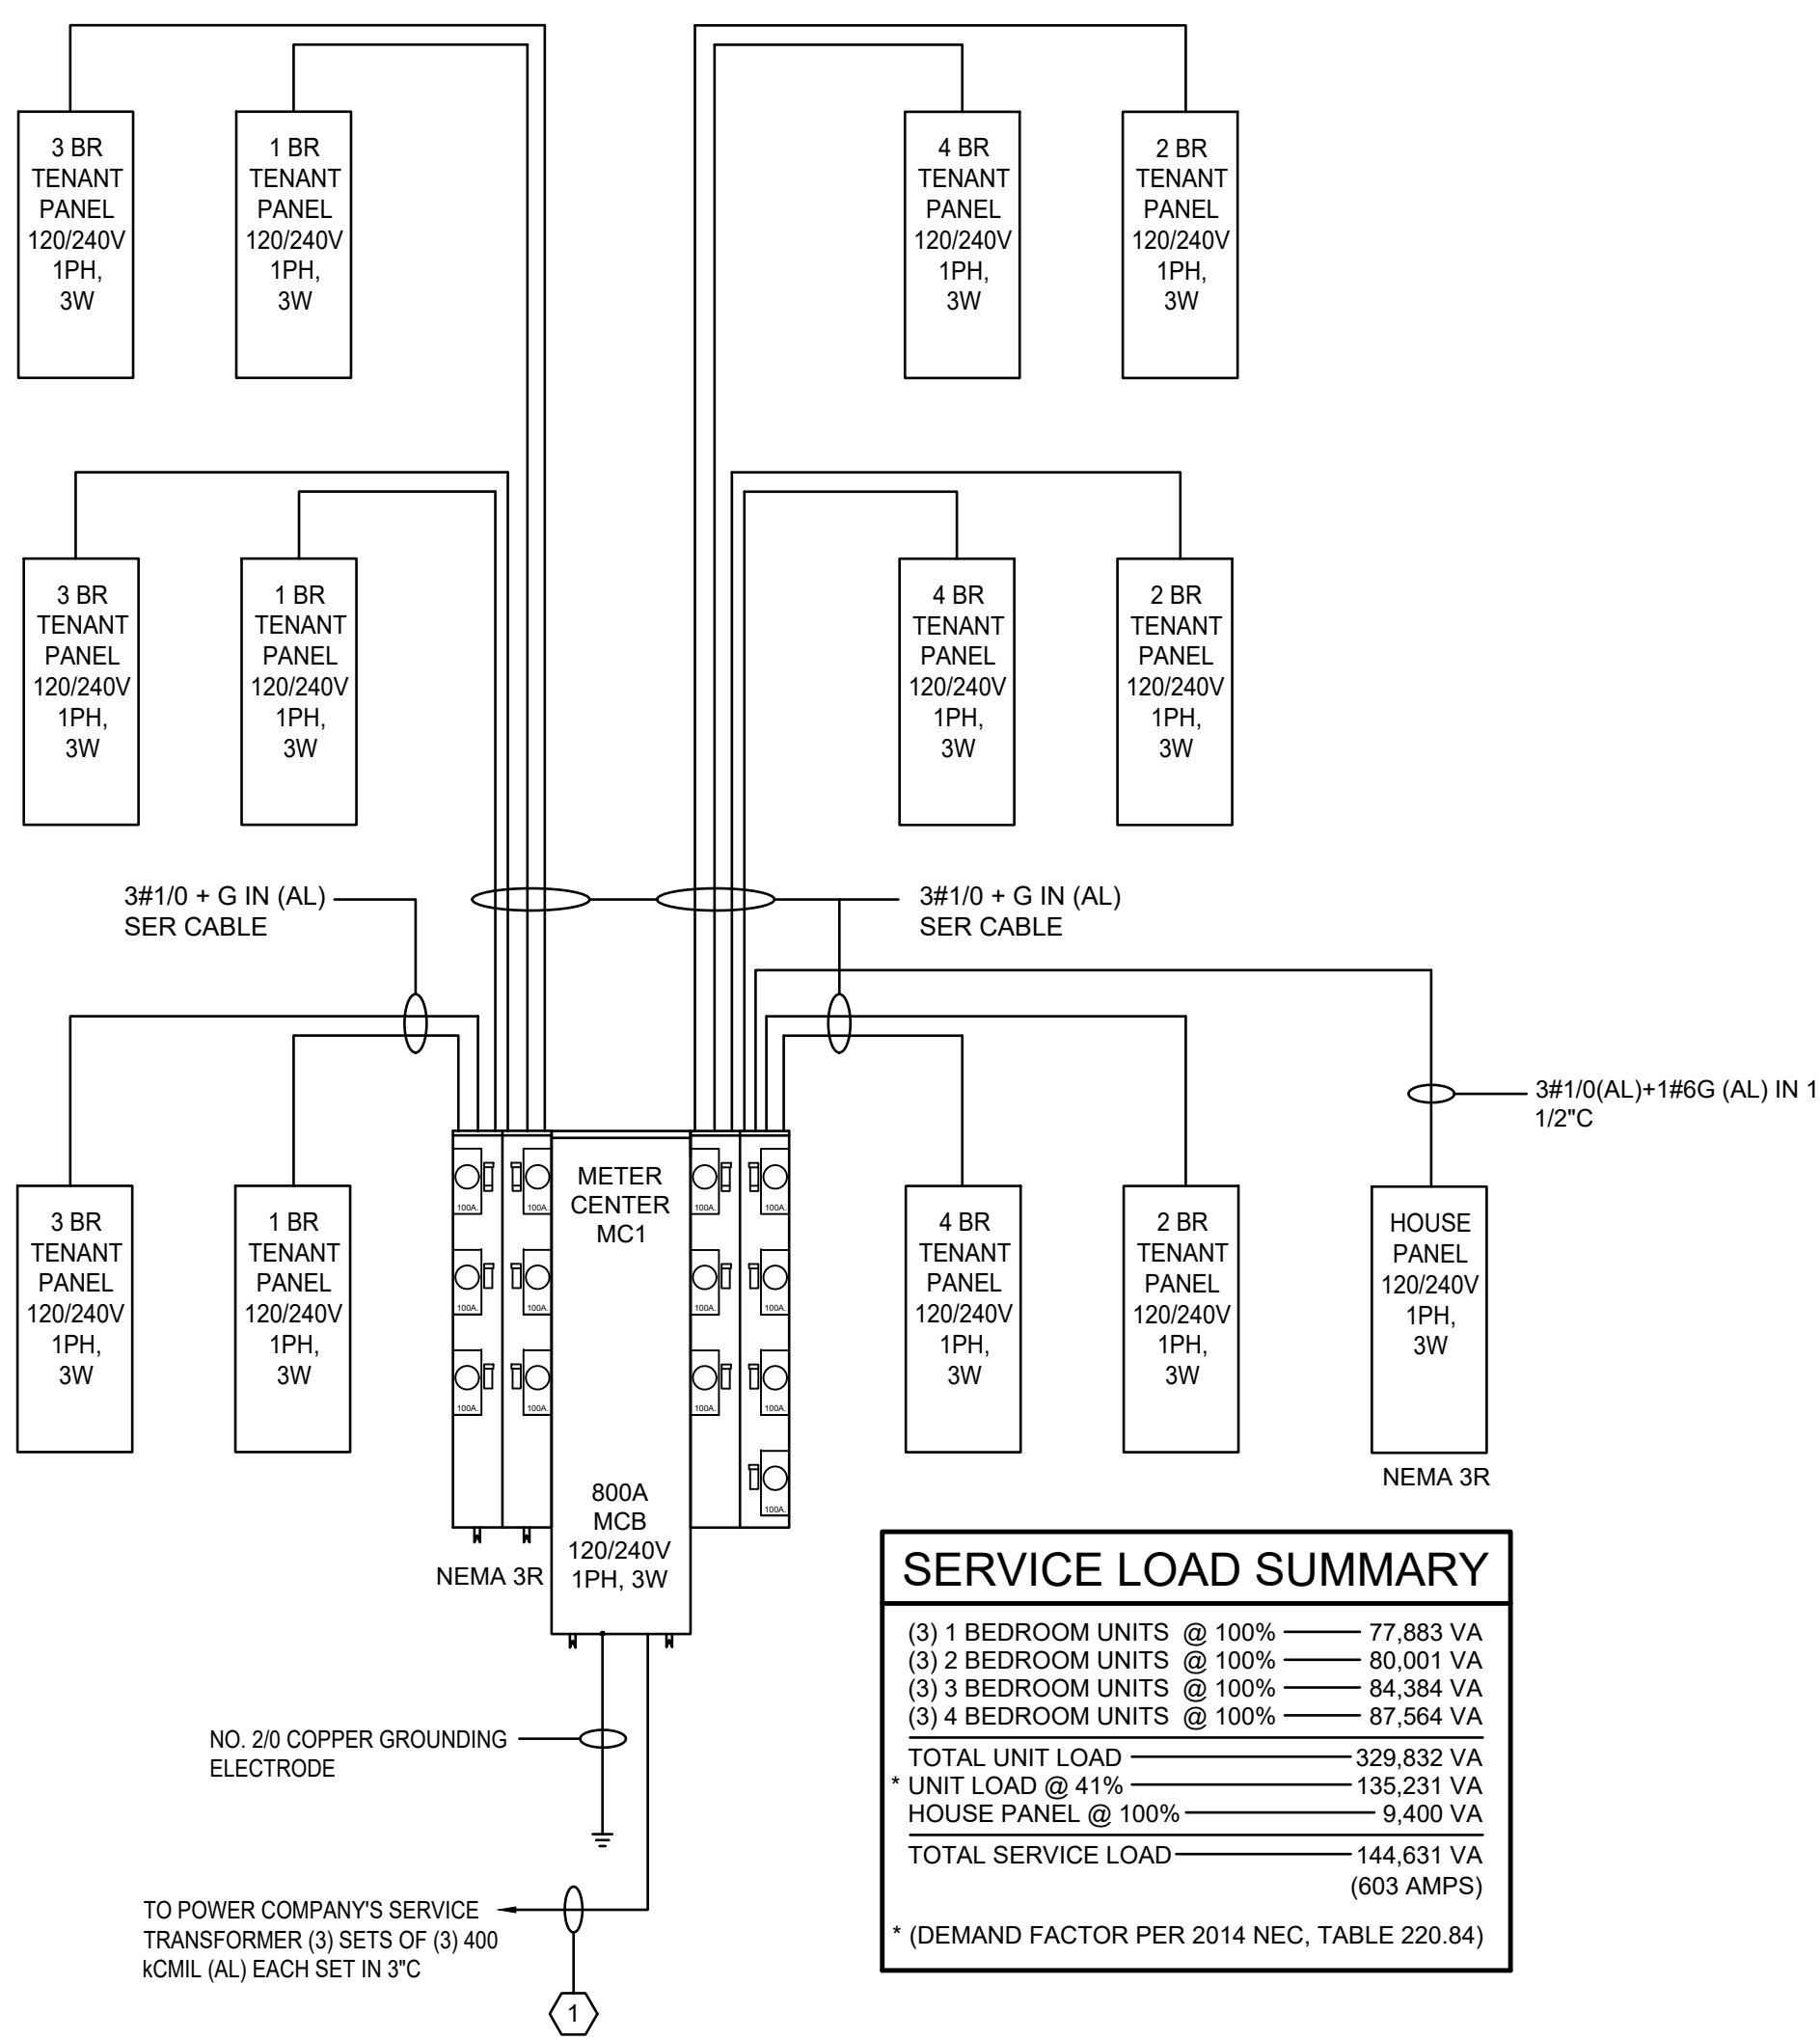 3 BR
TENANT
PANEL
120/240V
1PH,
3W
1 BR
TENANT
PANEL
120/240V
1PH,
3W
4 BR
TENANT
PANEL
120/240V
1PH,
3W
2 BR
TENANT
PANEL
120/240V
1PH,
3W
3 BR
TENANT
PANEL
120/240V
1PH,
3W
1 BR
TENANT
PANEL
120/240V
1PH,
3W
4 BR
TENANT
PANEL
120/240V
1PH,
3W
2 BR
TENANT
PANEL
120/240V
1PH,
3W
3#1/0 + G IN (AL)
SER CABLE
3#1/0 + G IN (AL)
SER CABLE
3#1/0(AL)+1#6G (AL) IN 1
1/2"C
3 BR
TENANT
PANEL
120/240V
1PH,
3W
1 BR
TENANT
PANEL
120/240V
1PH,
3W
100A.
100A.
100A.
100A.
100A.
100A.
METER
CENTER
MC1
800A
MCB
120/240V
1PH, 3W
100A.
100A.
100A.
100A.
100A.
100A.
100A.
NEMA 3R
4 BR
TENANT
PANEL
120/240V
1PH,
3W
2 BR
TENANT
PANEL
120/240V
1PH,
3W
HOUSE
PANEL
120/240V
1PH,
3W
NEMA 3R
NO. 2/0 COPPER GROUNDING
ELECTRODE
TO POWER COMPANY'S SERVICE
TRANSFORMER (3) SETS OF (3) 400
kCMIL (AL) EACH SET IN 3"C
1
SERVICE LOAD SUMMARY
(3) 1 BEDROOM UNITS @ 100% 77,883 VA
(3) 2 BEDROOM UNITS @ 100% 80,001 VA
(3) 3 BEDROOM UNITS @ 100% 84,384 VA
(3) 4 BEDROOM UNITS @ 100% 87,564 VA
TOTAL UNIT LOAD 329,832 VA
* UNIT LOAD @ 41% 135,231 VA
HOUSE PANEL @ 100% 9,400 VA
TOTAL SERVICE LOAD 144,631 VA
(603 AMPS)
* (DEMAND FACTOR PER 2014 NEC, TABLE 220.84)